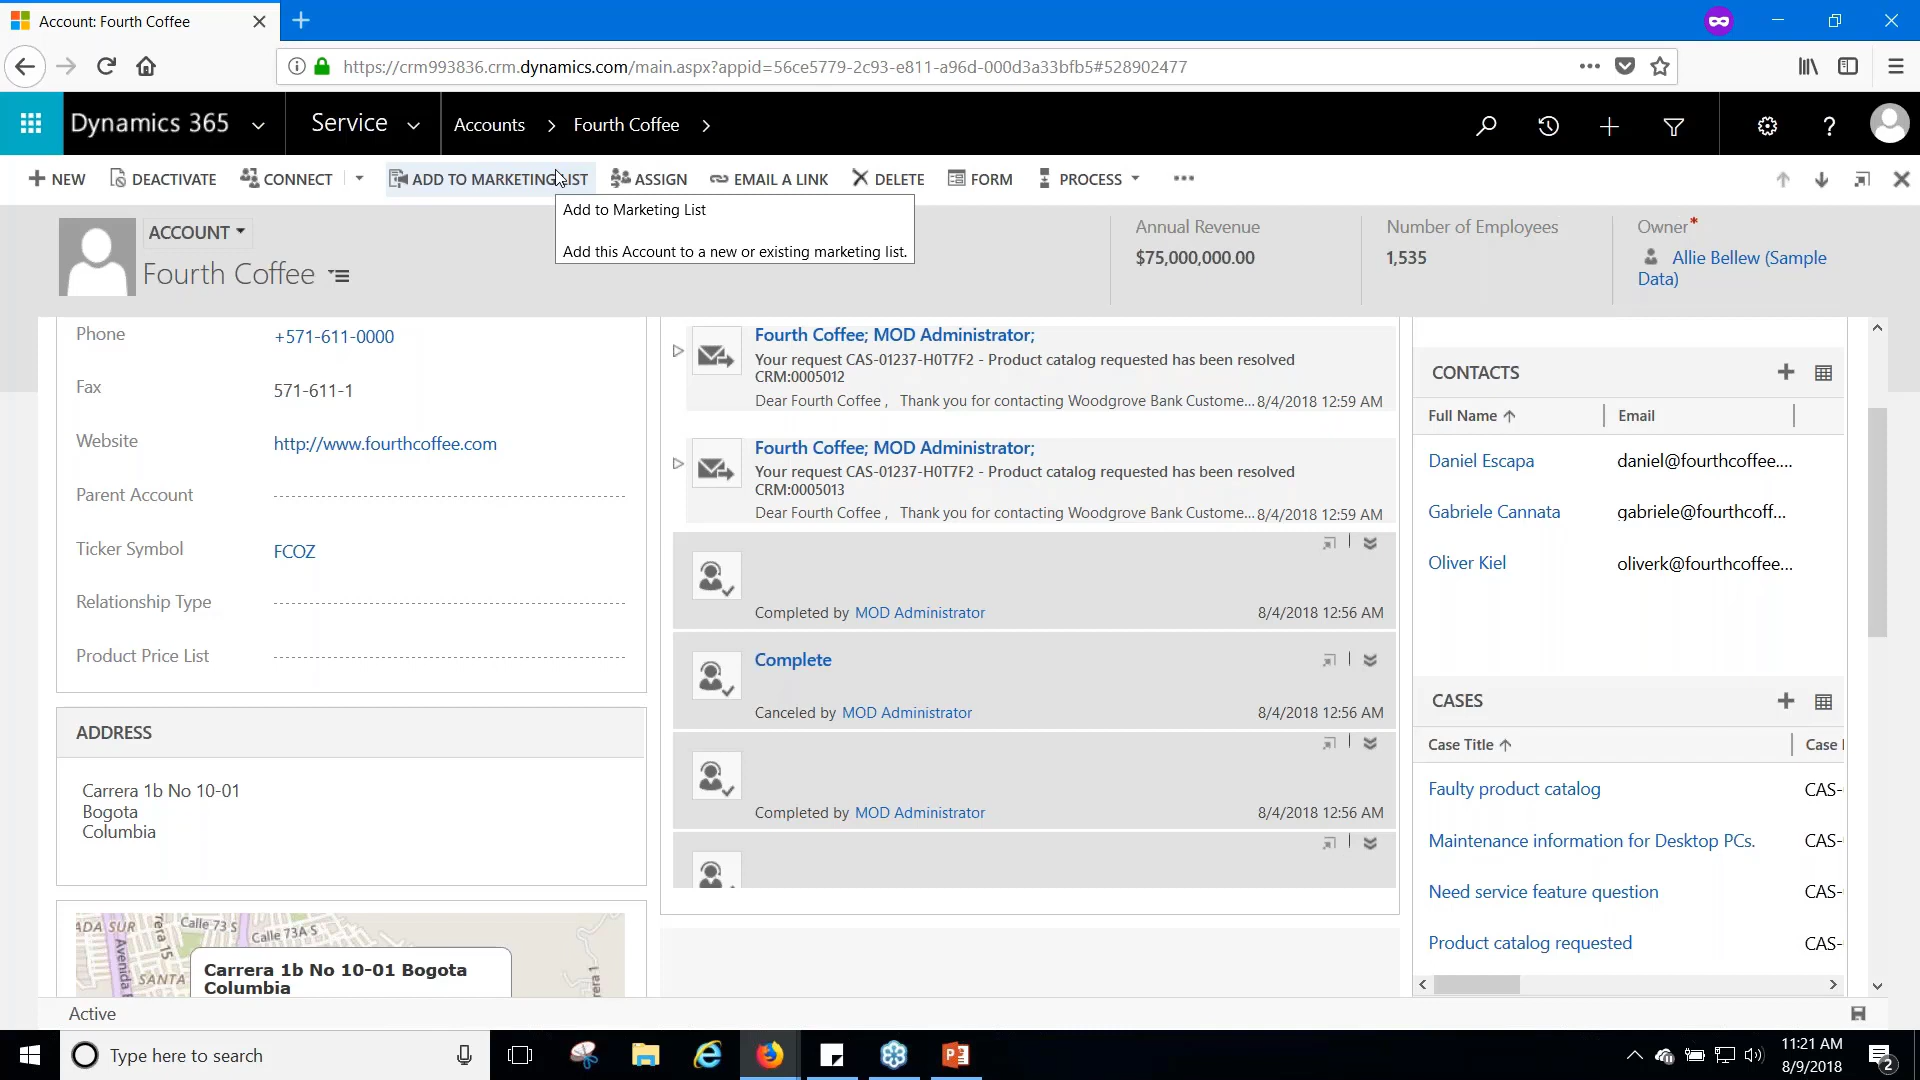 Account: Fourth Coffee
https://crm993836.crm.dynamics.com/main.aspx?appid=56ce5779-2c93-e811-a96d-000d3a33bfb5#528902477
Dynamics 365
Service
Accounts
Fourth Coffee
NEW
DEACTIVATE
CONNECT
ADD TO MARKETING LIST
ASSIGN
EMAIL A LINK
DELETE
FORM
PROCESS
Add to Marketing List
Add this Account to a new or existing marketing list.
ACCOUNT
Fourth Coffee
Annual Revenue
$75,000,000.00
Number of Employees
1,535
Owner*
Allie Bellew (Sample
Data)
Phone
+571-611-0000
Fax
571-611-1
Website
http://www.fourthcoffee.com
Parent Account
Ticker Symbol
FCOZ
Relationship Type
Product Price List
ADDRESS
Carrera 1b No 10-01
Bogota
Columbia
ADA SUR
rera 15
Calle 73 S
Calle 73A S
Avenida
SANTA
rera 1
Carrera 1b No 10-01 Bogota
Columbia
Fourth Coffee; MOD Administrator;
Your request CAS-01237-H0T7F2 - Product catalog requested has been resolved
CRM:0005012
Dear Fourth Coffee , Thank you for contacting Woodgrove Bank Custome... 8/4/2018 12:59 AM
Fourth Coffee; MOD Administrator;
Your request CAS-01237-H0T7F2 - Product catalog requested has been resolved
CRM:0005013
Dear Fourth Coffee , Thank you for contacting Woodgrove Bank Custome... 8/4/2018 12:59 AM
Completed by MOD Administrator 8/4/2018 12:56 AM
Complete
Canceled by MOD Administrator 8/4/2018 12:56 AM
Completed by MOD Administrator 8/4/2018 12:56 AM
CONTACTS
Full Name Email
Daniel Escapa daniel@fourthcoffee....
Gabriele Cannata gabriele@fourthcoff...
Oliver Kiel oliverk@fourthcoffee...
CASES
Case Title Case
Faulty product catalog CAS-
Maintenance information for Desktop PCs. CAS-
Need service feature question CAS-
Product catalog requested CAS-
Active
Type here to search
11:21 AM
8/9/2018
2